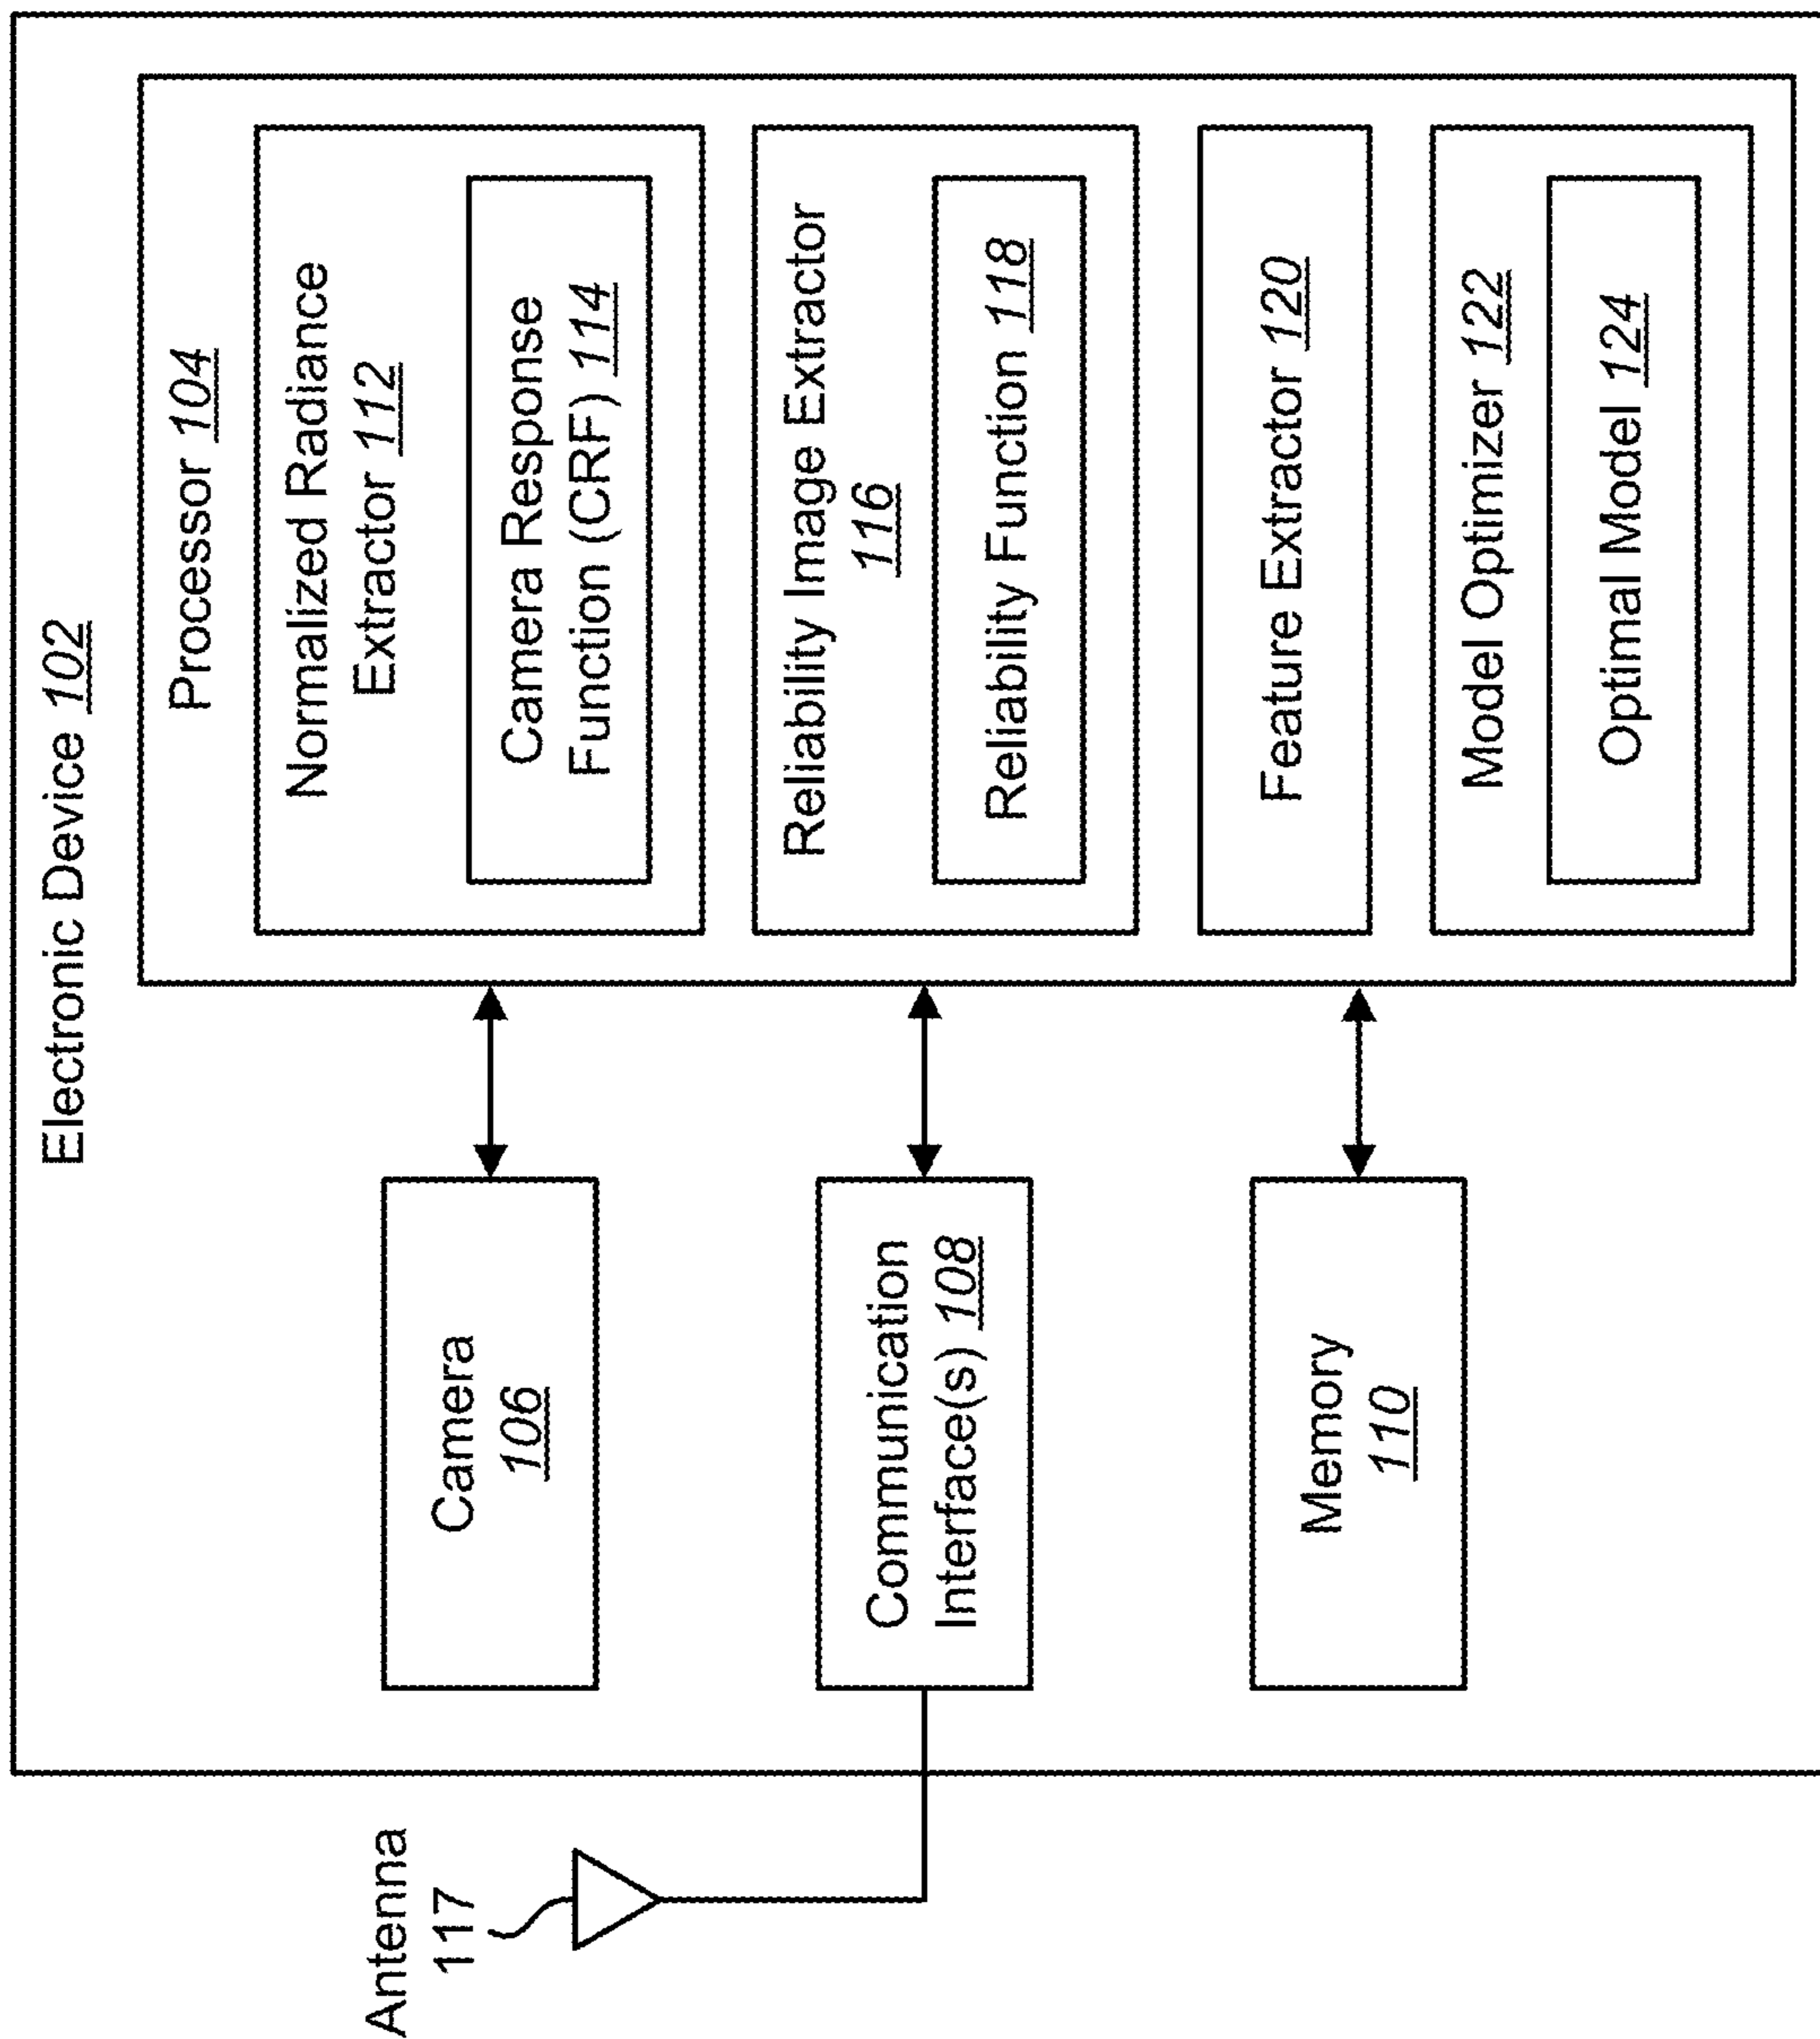 Electronic Device 102
Processor 104
Normalized Radiance
Extractor 112
Camera Response
Function (CRF) 114
Reliability Image Extractor
116
Reliability Function 118
Feature Extractor 120
Model Optimizer 122
Optimal Model 124
Camera
106
Communication
Interface(s) 108
Memory
110
Antenna
117